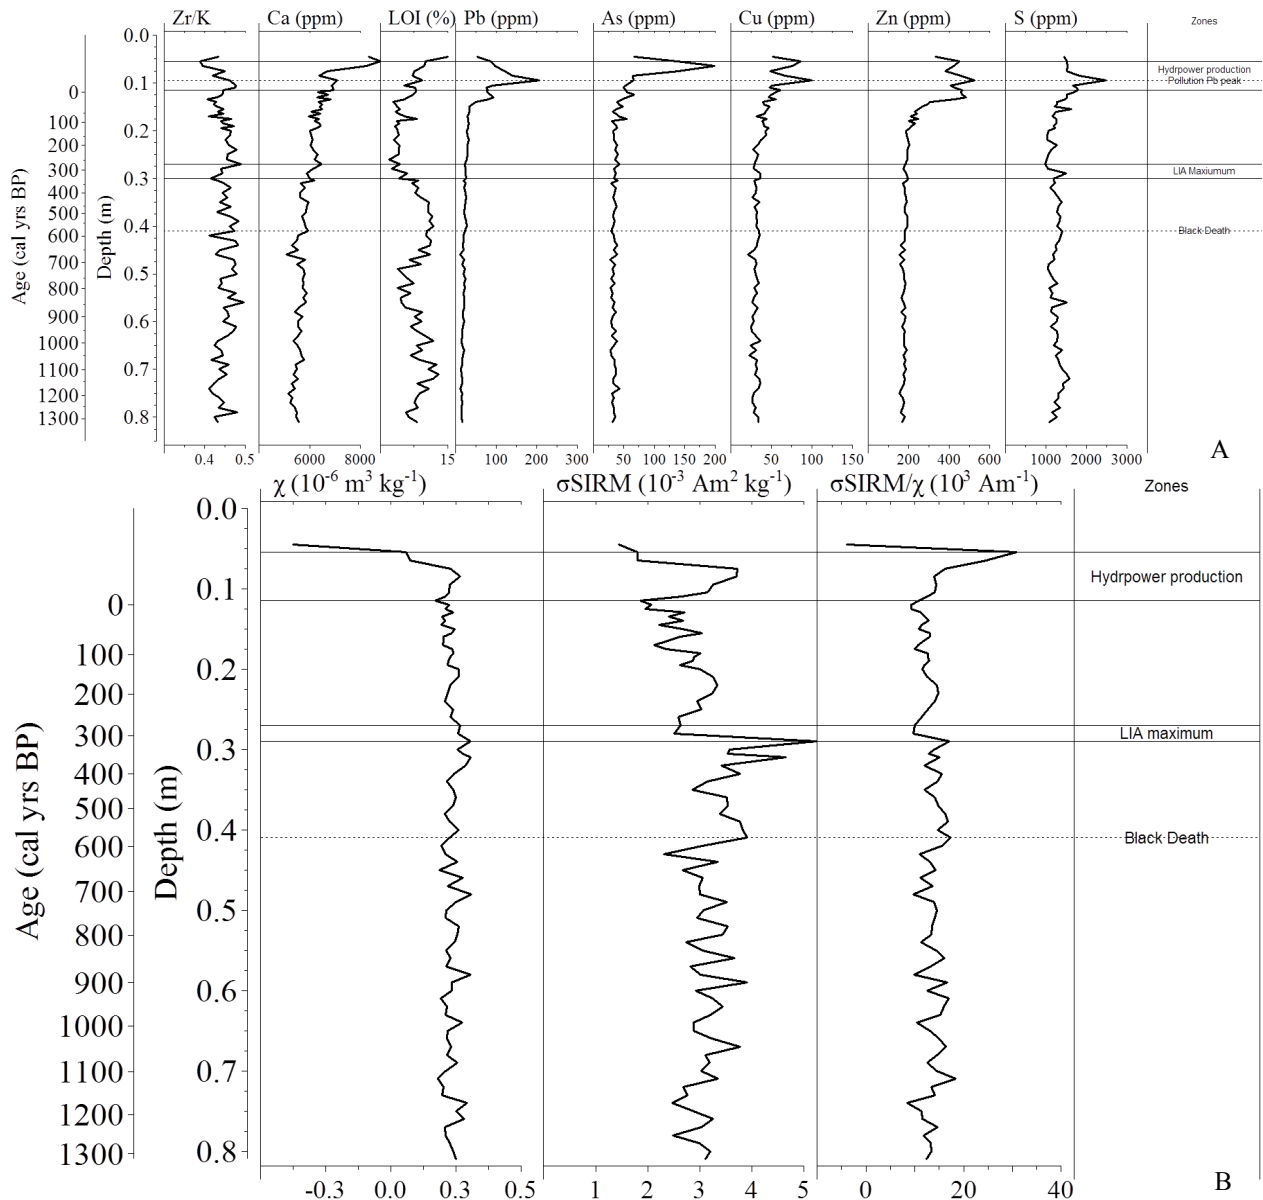 Zr/K Ca (ppm) LOI (%) Pb (ppm) As (ppm) Cu (ppm) Zn (ppm) S (ppm) Zones
Age (cal yrs BP)
0
100
200
300
400
500
600
700
800
900
1000
1100
1200
1300
Depth (m)
0.0
0.1
0.2
0.3
0.4
0.5
0.6
0.7
0.8
Hydrpower production
Pollution Pb peak
LIA Maxiumum
Black Death
0.4 0.5 6000 8000 15 0 100 200 300 0 50 100 150 200 50 100 150 200 400 600 0 1000 2000 3000
A
χ (10⁻⁶ m³ kg⁻¹) σSIRM (10⁻³ Am² kg⁻¹) σSIRM/χ (10³ Am⁻¹) Zones
Age (cal yrs BP)
0
100
200
300
400
500
600
700
800
900
1000
1100
1200
1300
Depth (m)
0.0
0.1
0.2
0.3
0.4
0.5
0.6
0.7
0.8
Hydrpower production
LIA maximum
Black Death
-0.3 0.0 0.3 0.5 1 2 3 4 5 0 20 40
B